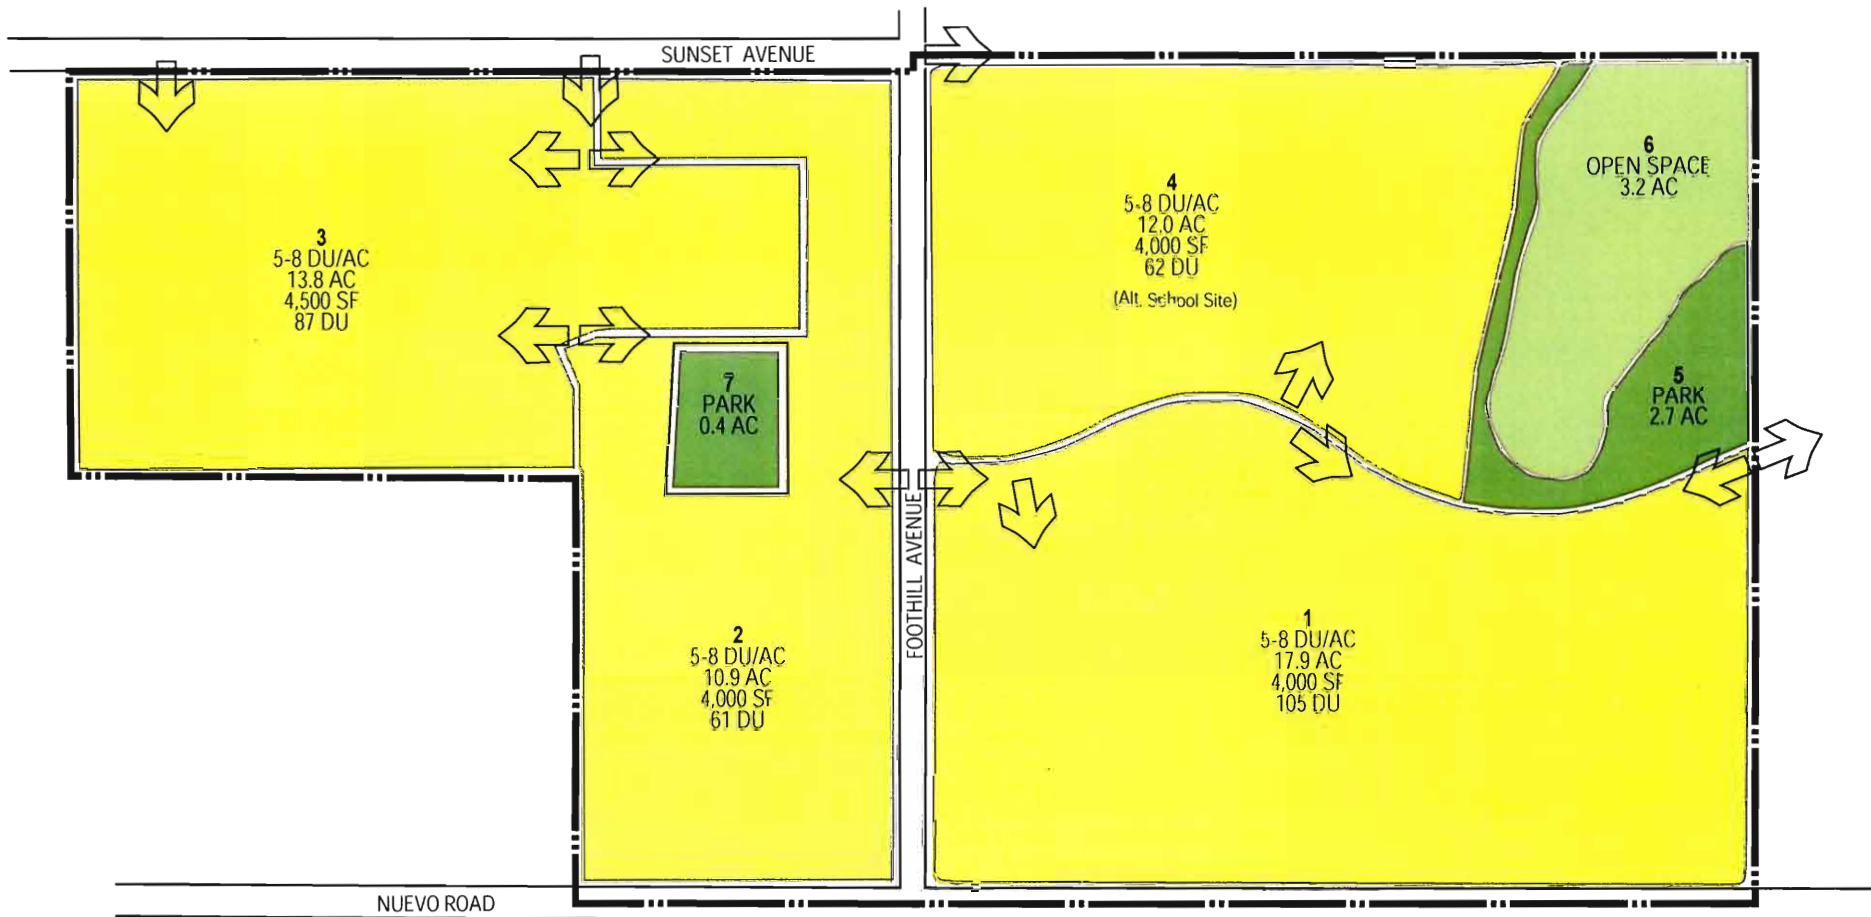 SUNSET AVENUE
3
5-8 DU/AC
13.8 AC
4,500 SF
87 DU
4
5-8 DU/AC
12.0 AC
4,000 SF
62 DU
(Alt. School Site)
6
OPEN SPACE
3.2 AC
7
PARK
0.4 AC
5
PARK
2.7 AC
FOOTHILL AVENUE
2
5-8 DU/AC
10.9 AC
4,000 SF
61 DU
1
5-8 DU/AC
17.9 AC
4,000 SF
105 DU
NUEVO ROAD